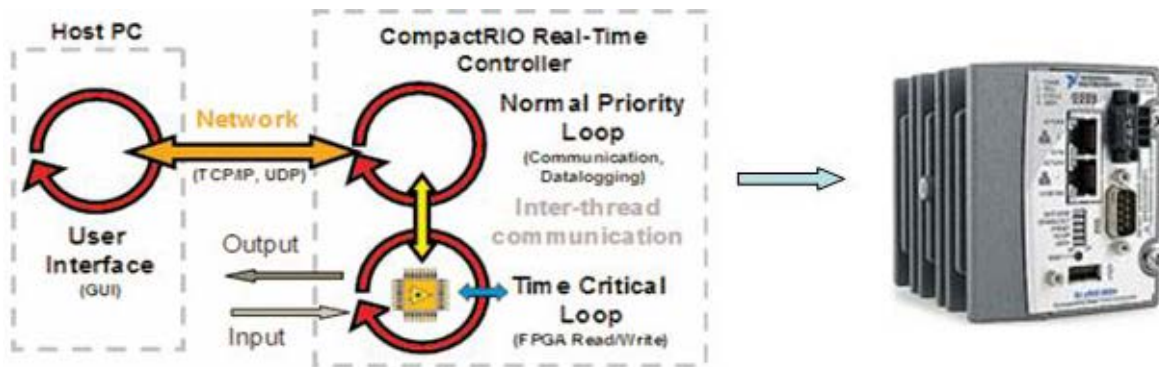 Host PC
CompactRIO Real-Time
Controller
Network
(TCP/IP, UDP)
Normal Priority
Loop
(Communication,
Datalogging)
Inter-thread
communication
User
Interface
(GUI)
Output
Input
Time Critical
Loop
(FPGA Read/Write)